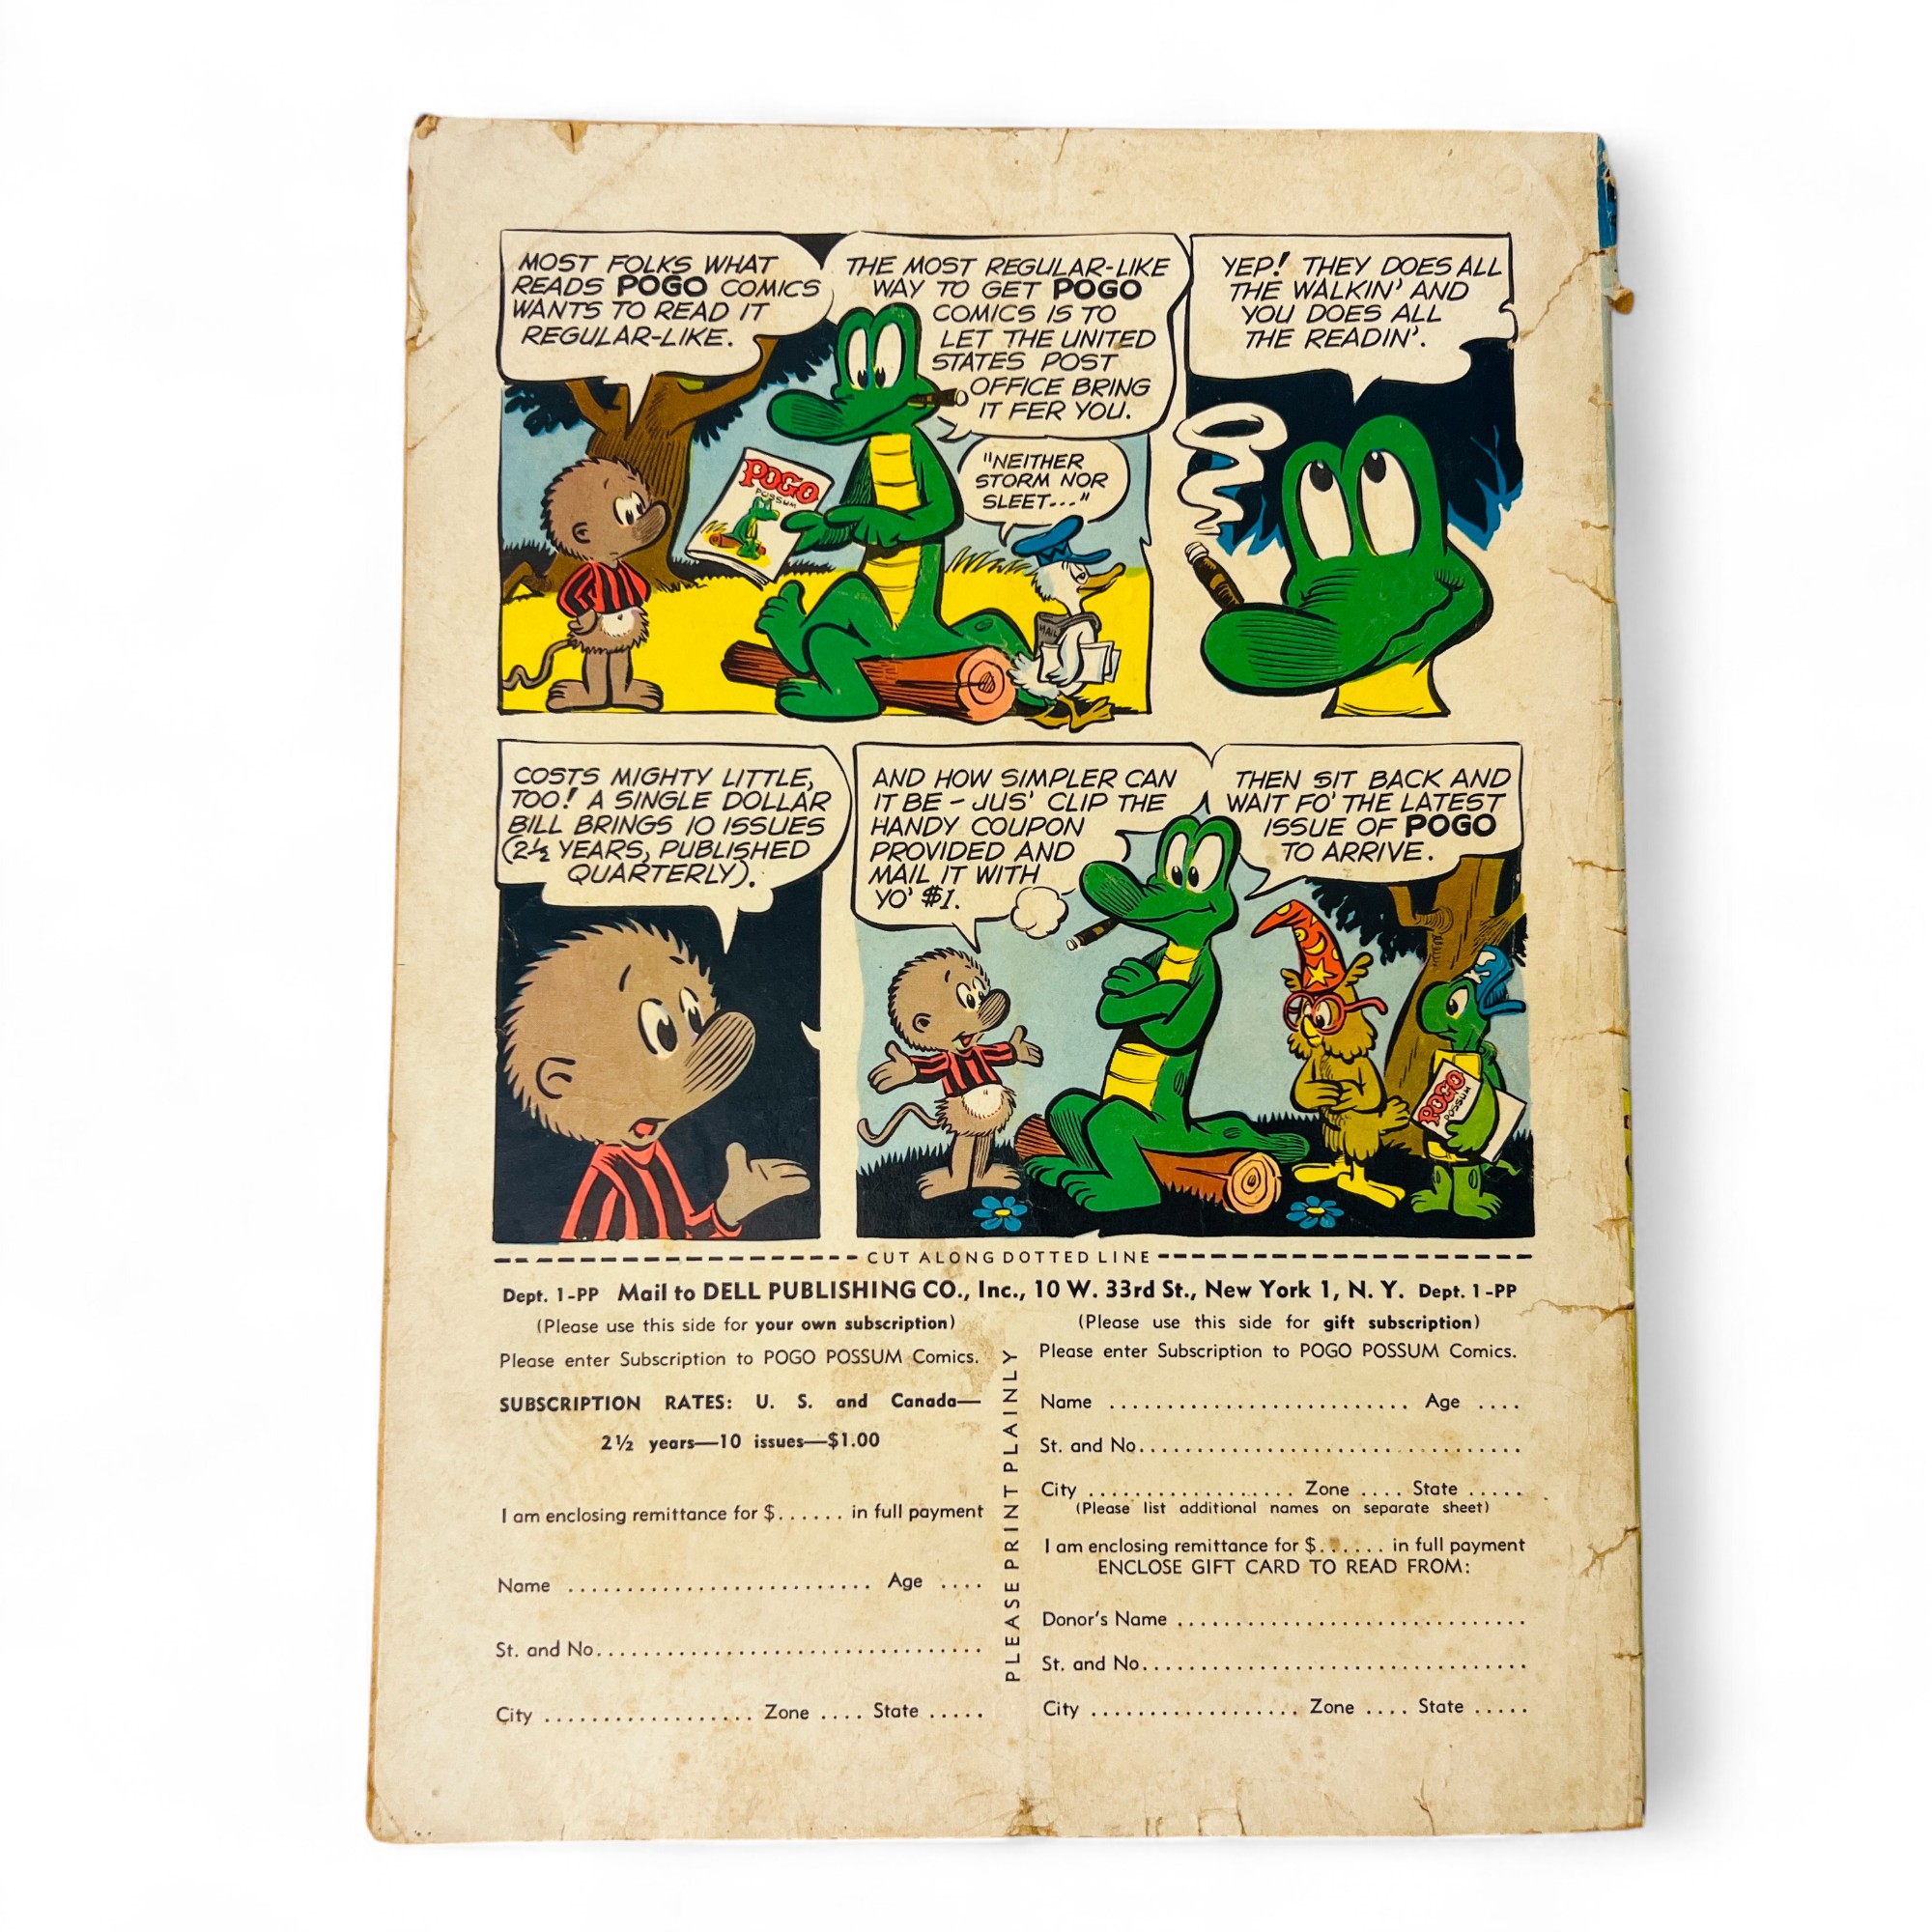 MOST FOLKS WHAT
READS POGO COMICS
WANTS TO READ IT
REGULAR-LIKE.
THE MOST REGULAR-LIKE
WAY TO GET POGO
COMICS IS TO
LET THE UNITED
STATES POST
OFFICE BRING
IT FER YOU.
"NEITHER
STORM NOR
SLEET..."
POGO
POSSUM
MAIL
YEP! THEY DOES ALL
THE WALKIN' AND
YOU DOES ALL
THE READIN'.
COSTS MIGHTY LITTLE,
TOO! A SINGLE DOLLAR
BILL BRINGS 10 ISSUES
(2½ YEARS, PUBLISHED
QUARTERLY).
AND HOW SIMPLER CAN
IT BE - JUS' CLIP THE
HANDY COUPON
PROVIDED AND
MAIL IT WITH
YO' $1.
THEN SIT BACK AND
WAIT FO' THE LATEST
ISSUE OF POGO
TO ARRIVE.
POGO
POSSUM
CUT ALONG DOTTED LINE
Dept. 1-PP Mail to DELL PUBLISHING CO., Inc., 10 W. 33rd St., New York 1, N. Y. Dept. 1-PP
(Please use this side for your own subscription)
Please enter Subscription to POGO POSSUM Comics.
SUBSCRIPTION RATES: U. S. and Canada—
2½ years—10 issues—$1.00
I am enclosing remittance for $...... in full payment
Name .......................... Age ....
St. and No.................................
City .................. Zone .... State .....
PLEASE PRINT PLAINLY
(Please use this side for gift subscription)
Please enter Subscription to POGO POSSUM Comics.
Name .......................... Age ....
St. and No.................................
City .................. Zone .... State .....
(Please list additional names on separate sheet)
I am enclosing remittance for $...... in full payment
ENCLOSE GIFT CARD TO READ FROM:
Donor's Name ..............................
St. and No.................................
City .................. Zone .... State .....